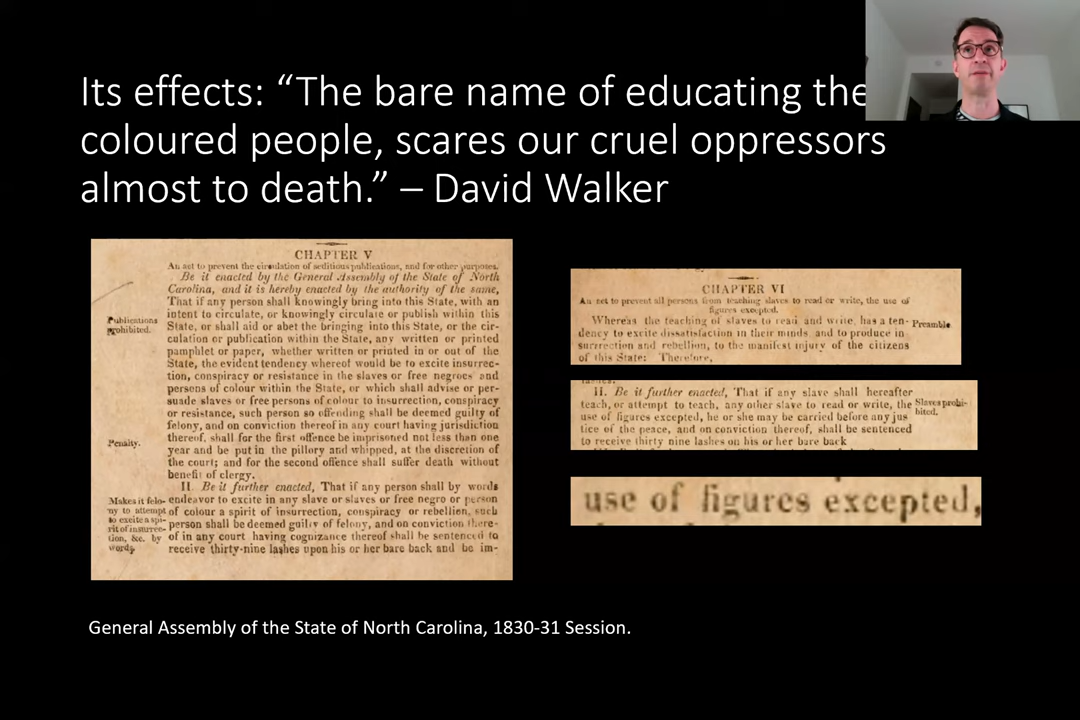 Its effects: “The bare name of educating the
coloured people, scares our cruel oppressors
almost to death.” – David Walker
CHAPTER V
An act to prevent the circulation of seditious publications, and for other purposes.
Be it enacted by the General Assembly of the State of North
Carolina, and it is hereby enacted by the authority of the same,
That if any person shall knowingly bring into this State, with an
intent to circulate, or knowingly circulate or publish within this
Publications prohibited.
State, or shall aid or abet the bringing into this State, or the cir-
culation or publication within the State, any written or printed
pamphlet or paper, whether written or printed in or out of the
State, the evident tendency whereof would be to excite insurrec-
tion, conspiracy or resistance in the slaves or free negroes and
persons of colour within the State, or which shall advise or per-
suade slaves or free persons of colour to insurrection, conspiracy
or resistance, such person so offending shall be deemed guilty of
felony, and on conviction thereof in any court having jurisdiction
Penalty.
thereof, shall for the first offence be imprisoned not less than one
year and be put in the pillory and whipped, at the discretion of
the court; and for the second offence shall suffer death without
benefit of clergy.
II. Be it further enacted, That if any person shall by words
Makes it felo-
ny to attempt
to excite a spi-
rit of insurrec-
tion, &c. by
words.
endeavor to excite in any slave or slaves or free negro or person
of colour a spirit of insurrection, conspiracy or rebellion, such
person shall be deemed guilty of felony, and on conviction there-
of in any court having cognizance thereof shall be sentenced to
receive thirty-nine lashes upon his or her bare back and be im-
CHAPTER VI
An act to prevent all persons from teaching slaves to read or write, the use of
figures excepted.
Whereas the teaching of slaves to read and write, has a ten-
Preamble.
dency to excite dissatisfaction in their minds, and to produce in
surrection and rebellion, to the manifest injury of the citizens
of this State: Therefore,
II. Be it further enacted, That if any slave shall hereafter
teach, or attempt to teach, any other slave to read or write, the
Slaves prohi-
bited.
use of figures excepted, he or she may be carried before any jus
tice of the peace, and on conviction thereof, shall be sentenced
to receive thirty nine lashes on his or her bare back
use of figures excepted,
General Assembly of the State of North Carolina, 1830-31 Session.